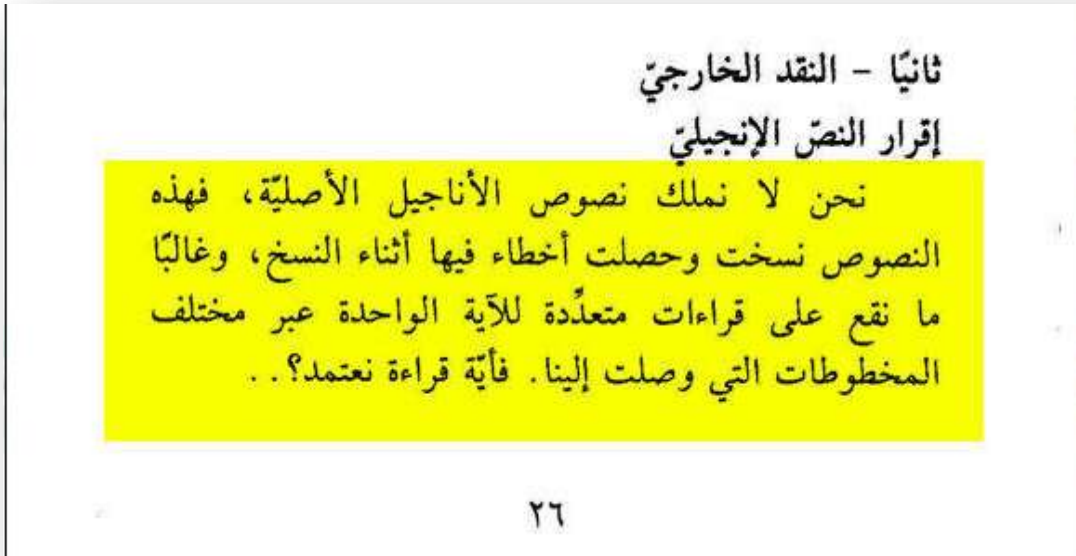 ثانيًا - النقد الخارجيّ
إقرار النصّ الإنجيليّ
نحن لا نملك نصوص الأناجيل الأصليّة، فهذه
النصوص نسخت وحصلت أخطاء فيها أثناء النسخ، وغالبًا
ما نقع على قراءات متعدِّدة للآية الواحدة عبر مختلف
المخطوطات التي وصلت إلينا. فأيّة قراءة نعتمد؟..
٢٦